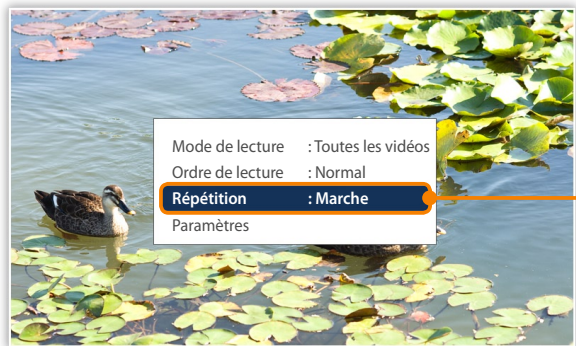 Mode de lecture : Toutes les vidéos
Ordre de lecture : Normal
Répétition : Marche
Paramètres